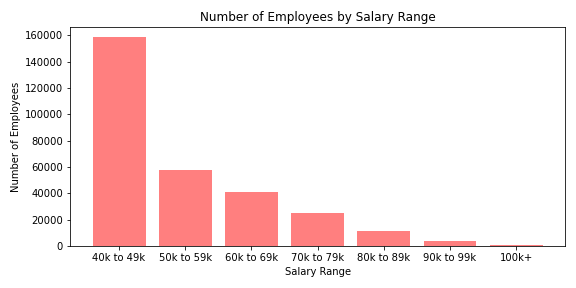 Number of Employees by Salary Range
160000
140000
120000
100000
80000
60000
40000
20000
0
Number of Employees
40k to 49k 50k to 59k 60k to 69k 70k to 79k 80k to 89k 90k to 99k 100k+
Salary Range